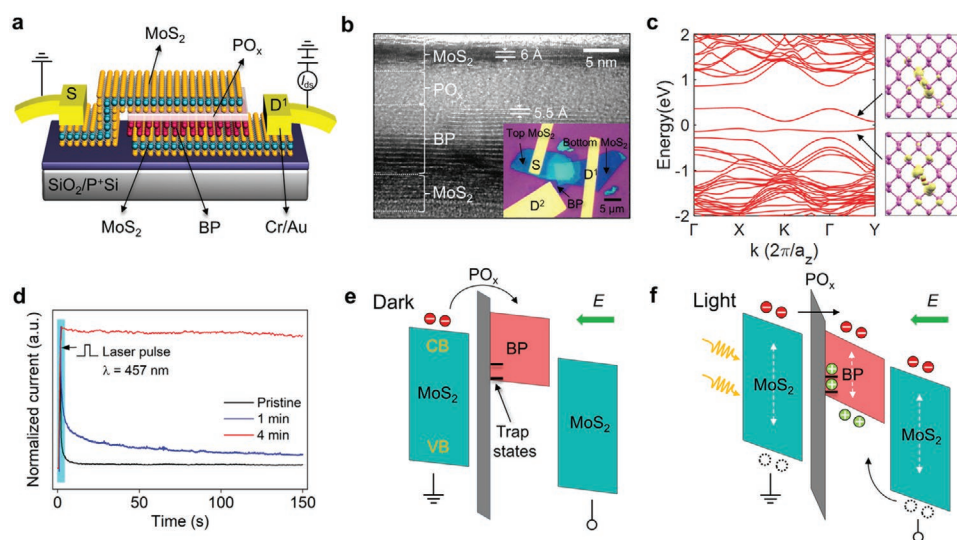 a
MoS₂
POₓ
S
D¹
I_ds
SiO₂/P⁺Si
MoS₂
BP
Cr/Au
b
MoS₂
6 Å
5 nm
POₓ
5.5 Å
BP
MoS₂
Top MoS₂
Bottom MoS₂
S
D¹
D²
BP
5 µm
c
Energy(eV)
2
1
0
-1
-2
Γ X K Γ Y
k (2π/a_z)
d
Normalized current (a.u.)
Laser pulse
λ = 457 nm
Pristine
1 min
4 min
0 50 100 150
Time (s)
e
Dark
POₓ
E
CB
BP
MoS₂
MoS₂
VB
Trap
states
f
Light
POₓ
E
BP
MoS₂
MoS₂